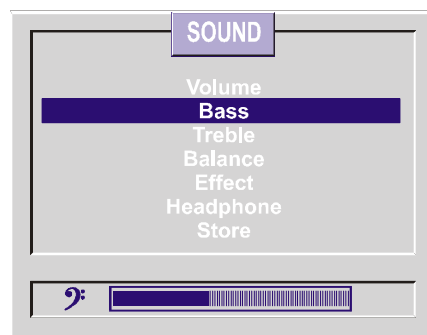 SOUND
Volume
Bass
Treble
Balance
Effect
Headphone
Store